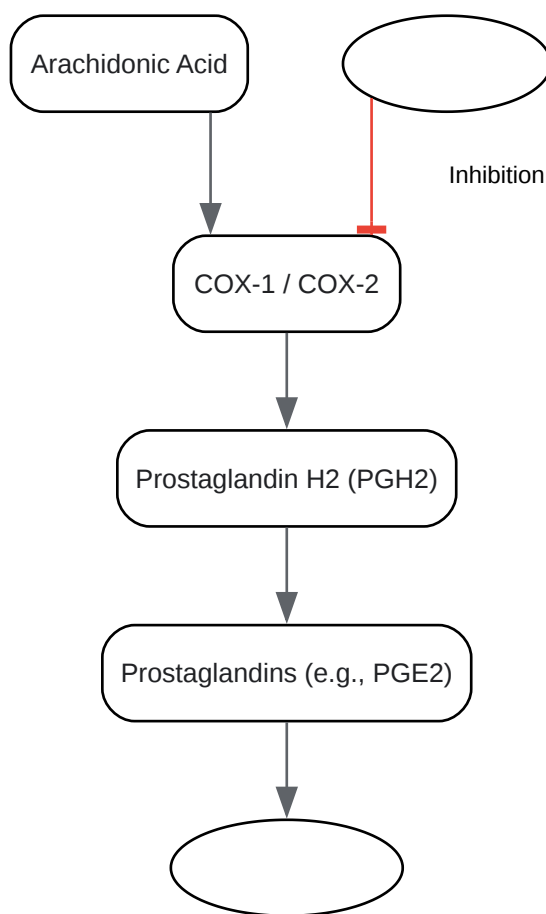 Arachidonic Acid
Inhibition
COX-1 / COX-2
Prostaglandin H2 (PGH2)
Prostaglandins (e.g., PGE2)